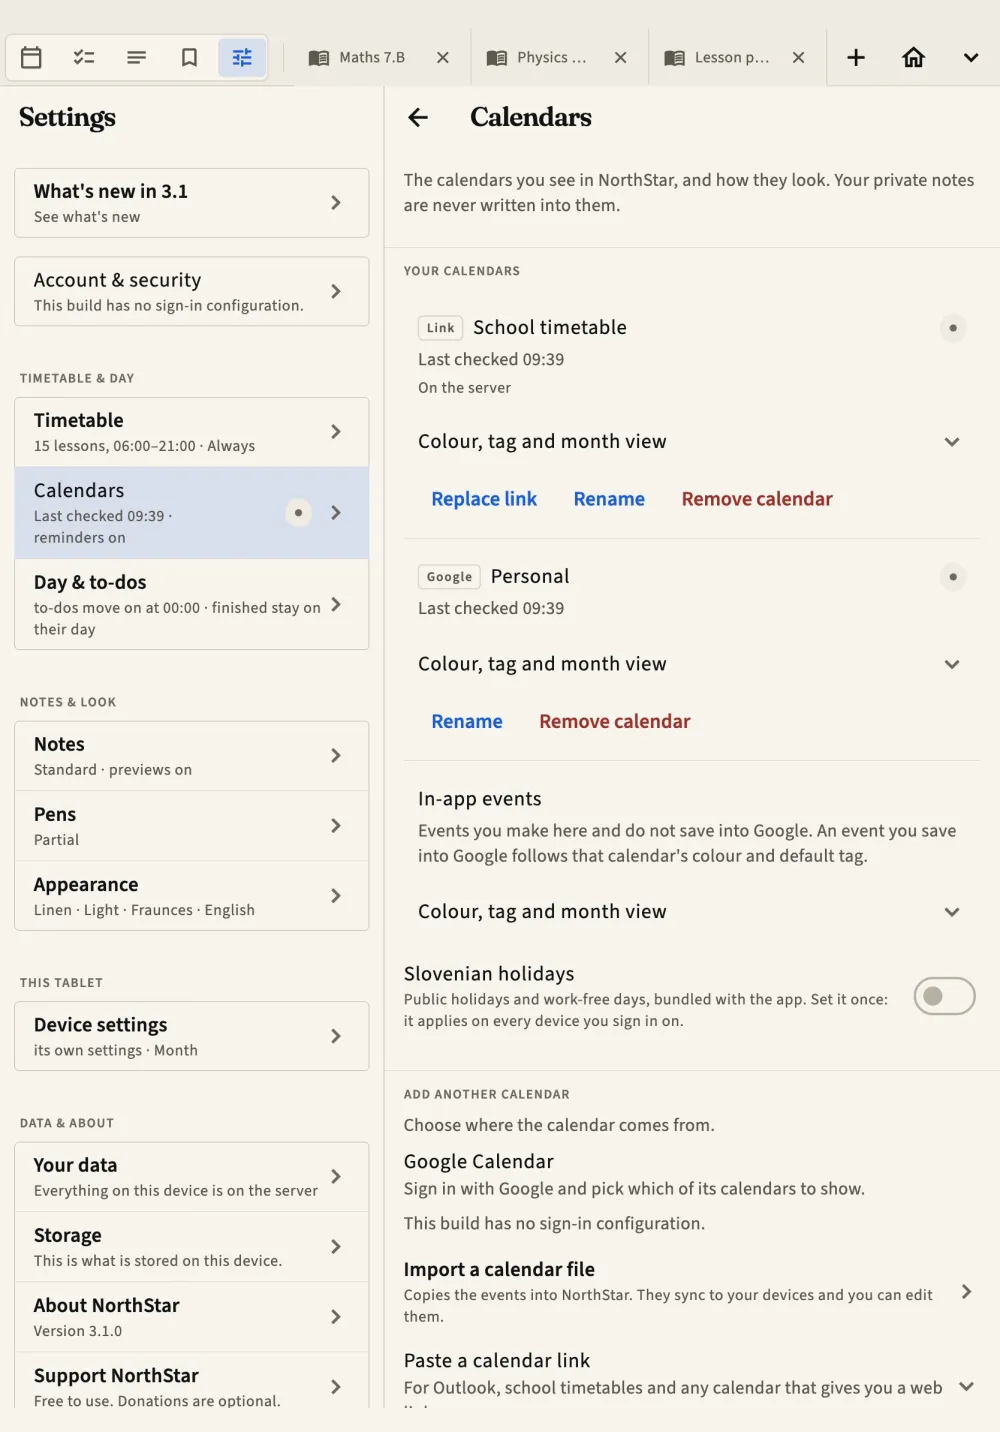 Maths 7.B
Physics ...
Lesson p...
Settings
What's new in 3.1
See what's new
Account & security
This build has no sign-in configuration.
TIMETABLE & DAY
Timetable
15 lessons, 06:00–21:00 · Always
Calendars
Last checked 09:39 ·
reminders on
Day & to-dos
to-dos move on at 00:00 · finished stay on
their day
NOTES & LOOK
Notes
Standard · previews on
Pens
Partial
Appearance
Linen · Light · Fraunces · English
THIS TABLET
Device settings
its own settings · Month
DATA & ABOUT
Your data
Everything on this device is on the server
Storage
This is what is stored on this device.
About NorthStar
Version 3.1.0
Support NorthStar
Free to use. Donations are optional.
Calendars
The calendars you see in NorthStar, and how they look. Your private notes
are never written into them.
YOUR CALENDARS
Link School timetable
Last checked 09:39
On the server
Colour, tag and month view
Replace link Rename Remove calendar
Google Personal
Last checked 09:39
Colour, tag and month view
Rename Remove calendar
In-app events
Events you make here and do not save into Google. An event you save
into Google follows that calendar's colour and default tag.
Colour, tag and month view
Slovenian holidays
Public holidays and work-free days, bundled with the app. Set it once:
it applies on every device you sign in on.
ADD ANOTHER CALENDAR
Choose where the calendar comes from.
Google Calendar
Sign in with Google and pick which of its calendars to show.
This build has no sign-in configuration.
Import a calendar file
Copies the events into NorthStar. They sync to your devices and you can edit
them.
Paste a calendar link
For Outlook, school timetables and any calendar that gives you a web